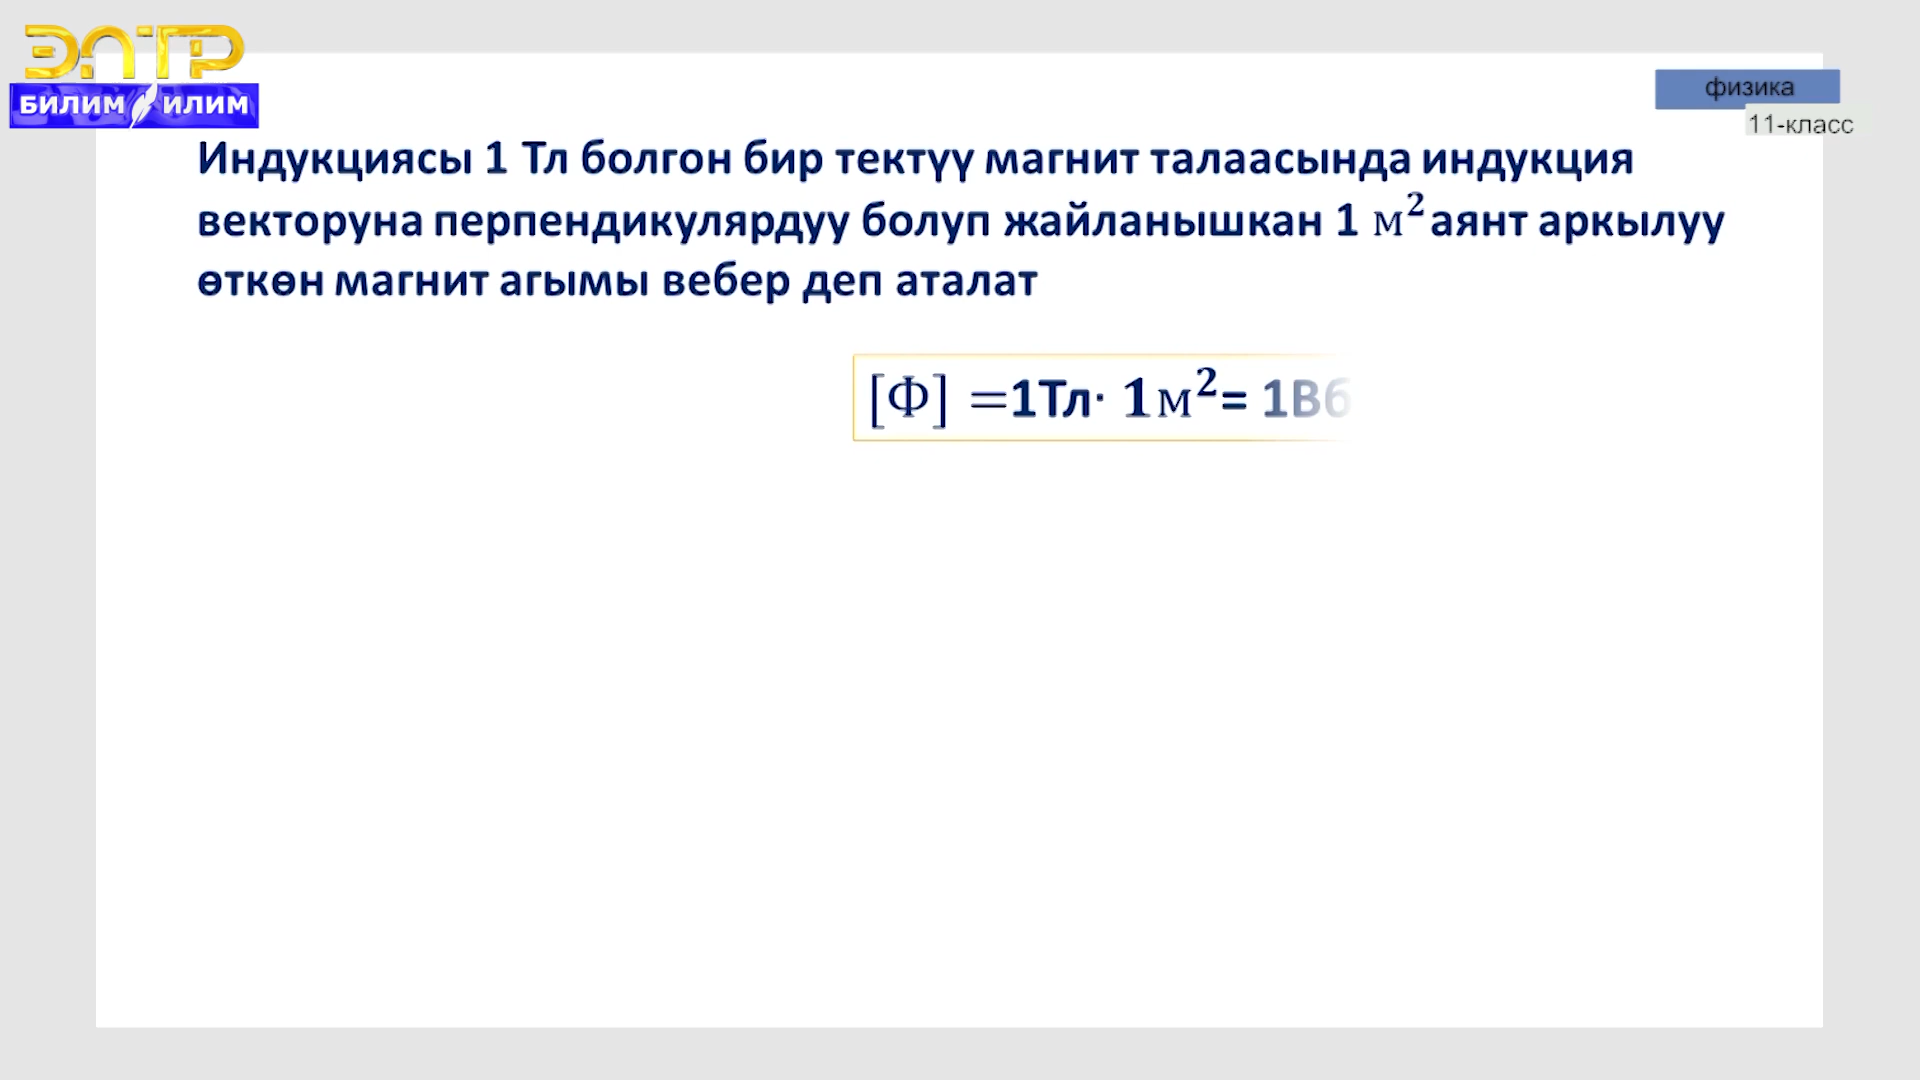 ЭЛТР
БИЛИМ ИЛИМ
физика
11-класс
Индукциясы 1 Тл болгон бир тектүү магнит талаасында индукция
векторуна перпендикулярдуу болуп жайланышкан 1 м² аянт аркылуу
өткөн магнит агымы вебер деп аталат
[Ф] =1Тл· 1м²= 1Вб